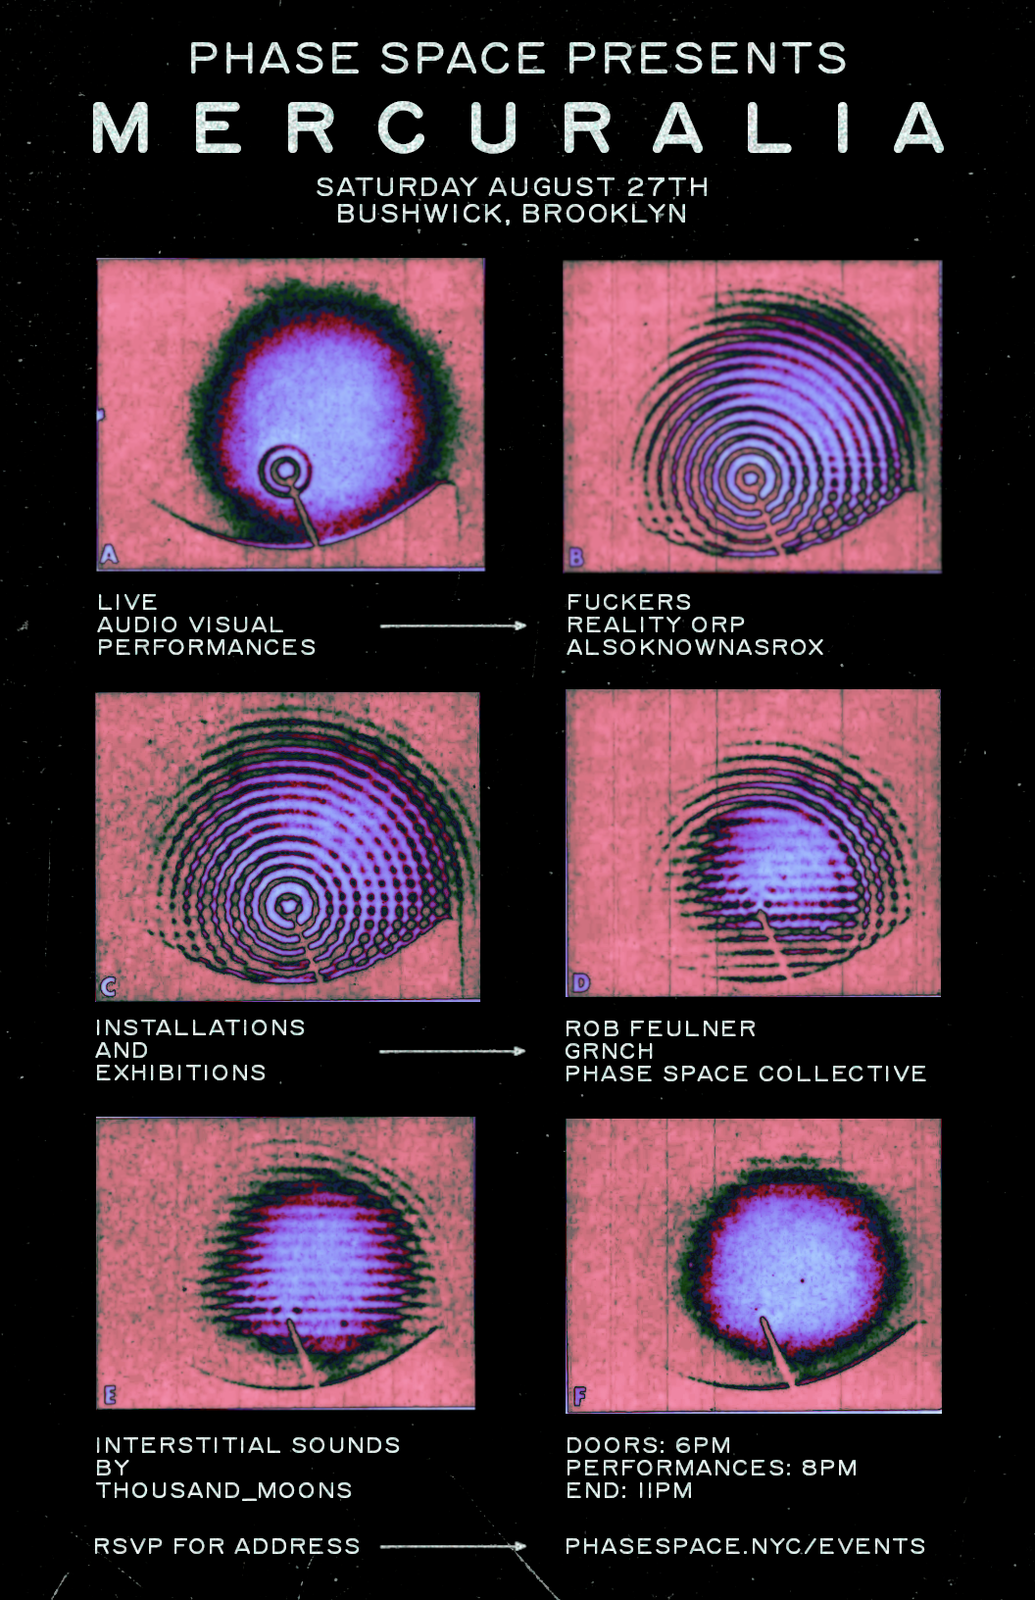 PHASE SPACE PRESENTS
MERCURALIA
SATURDAY AUGUST 27TH
BUSHWICK, BROOKLYN
A
B
LIVE
AUDIO VISUAL
PERFORMANCES
FUCKERS
REALITY ORP
ALSOKNOWNASROX
C
D
INSTALLATIONS
AND
EXHIBITIONS
ROB FEULNER
GRNCH
PHASE SPACE COLLECTIVE
E
F
INTERSTITIAL SOUNDS
BY
THOUSAND_MOONS
DOORS: 6PM
PERFORMANCES: 8PM
END: 11PM
RSVP FOR ADDRESS
PHASESPACE.NYC/EVENTS